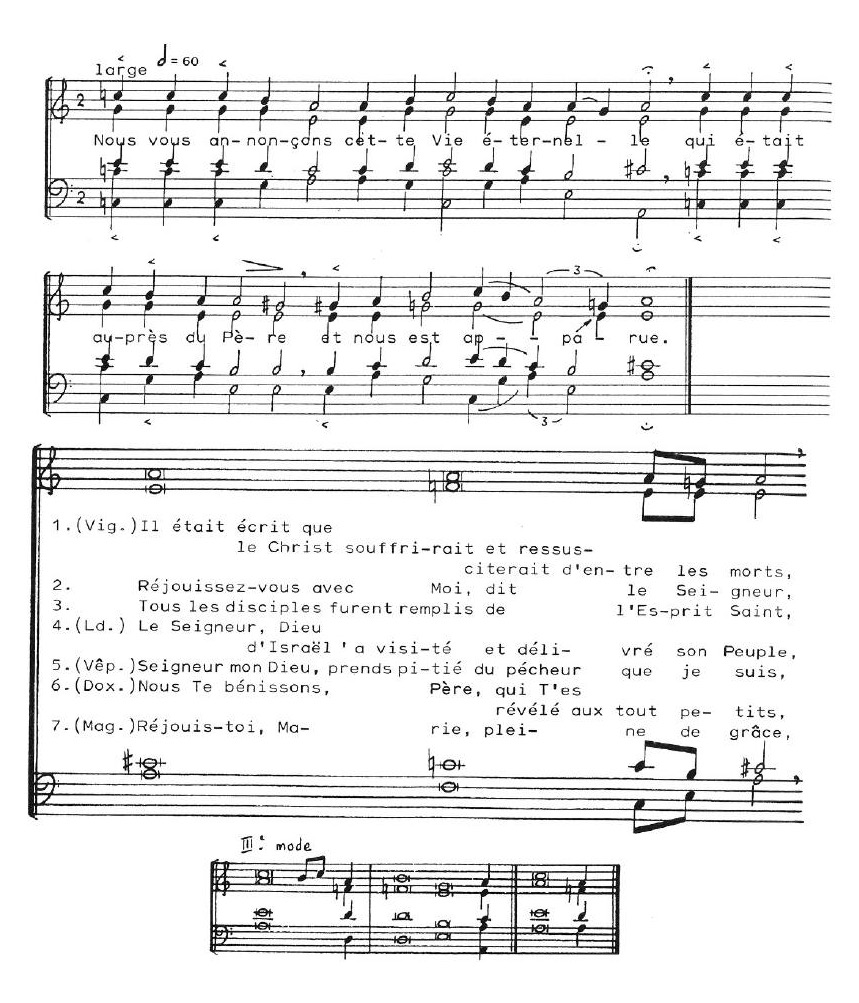 large 𝅗𝅥 = 60
Nous vous an-non-çons cet-te Vie é-ter-nel - le qui é-tait
3
au-près du Pè- re et nous est ap - - pa - rue.
3
1.(Vig.)Il était écrit que
le Christ souffri-rait et ressus-
citerait d'en- tre les morts,
2. Réjouissez-vous avec Moi, dit le Sei- gneur,
3. Tous les disciples furent remplis de l'Es-prit Saint,
4.(Ld.) Le Seigneur, Dieu
d'Israël l'a visi-té et déli- vré son Peuple,
5.(Vêp.)Seigneur mon Dieu, prends pi-tié du pécheur que je suis,
6.(Dox.)Nous Te bénissons, Père, qui T'es
révélé aux tout pe- tits,
7.(Mag.)Réjouis-toi, Ma- rie, plei- ne de grâce,
III.e mode